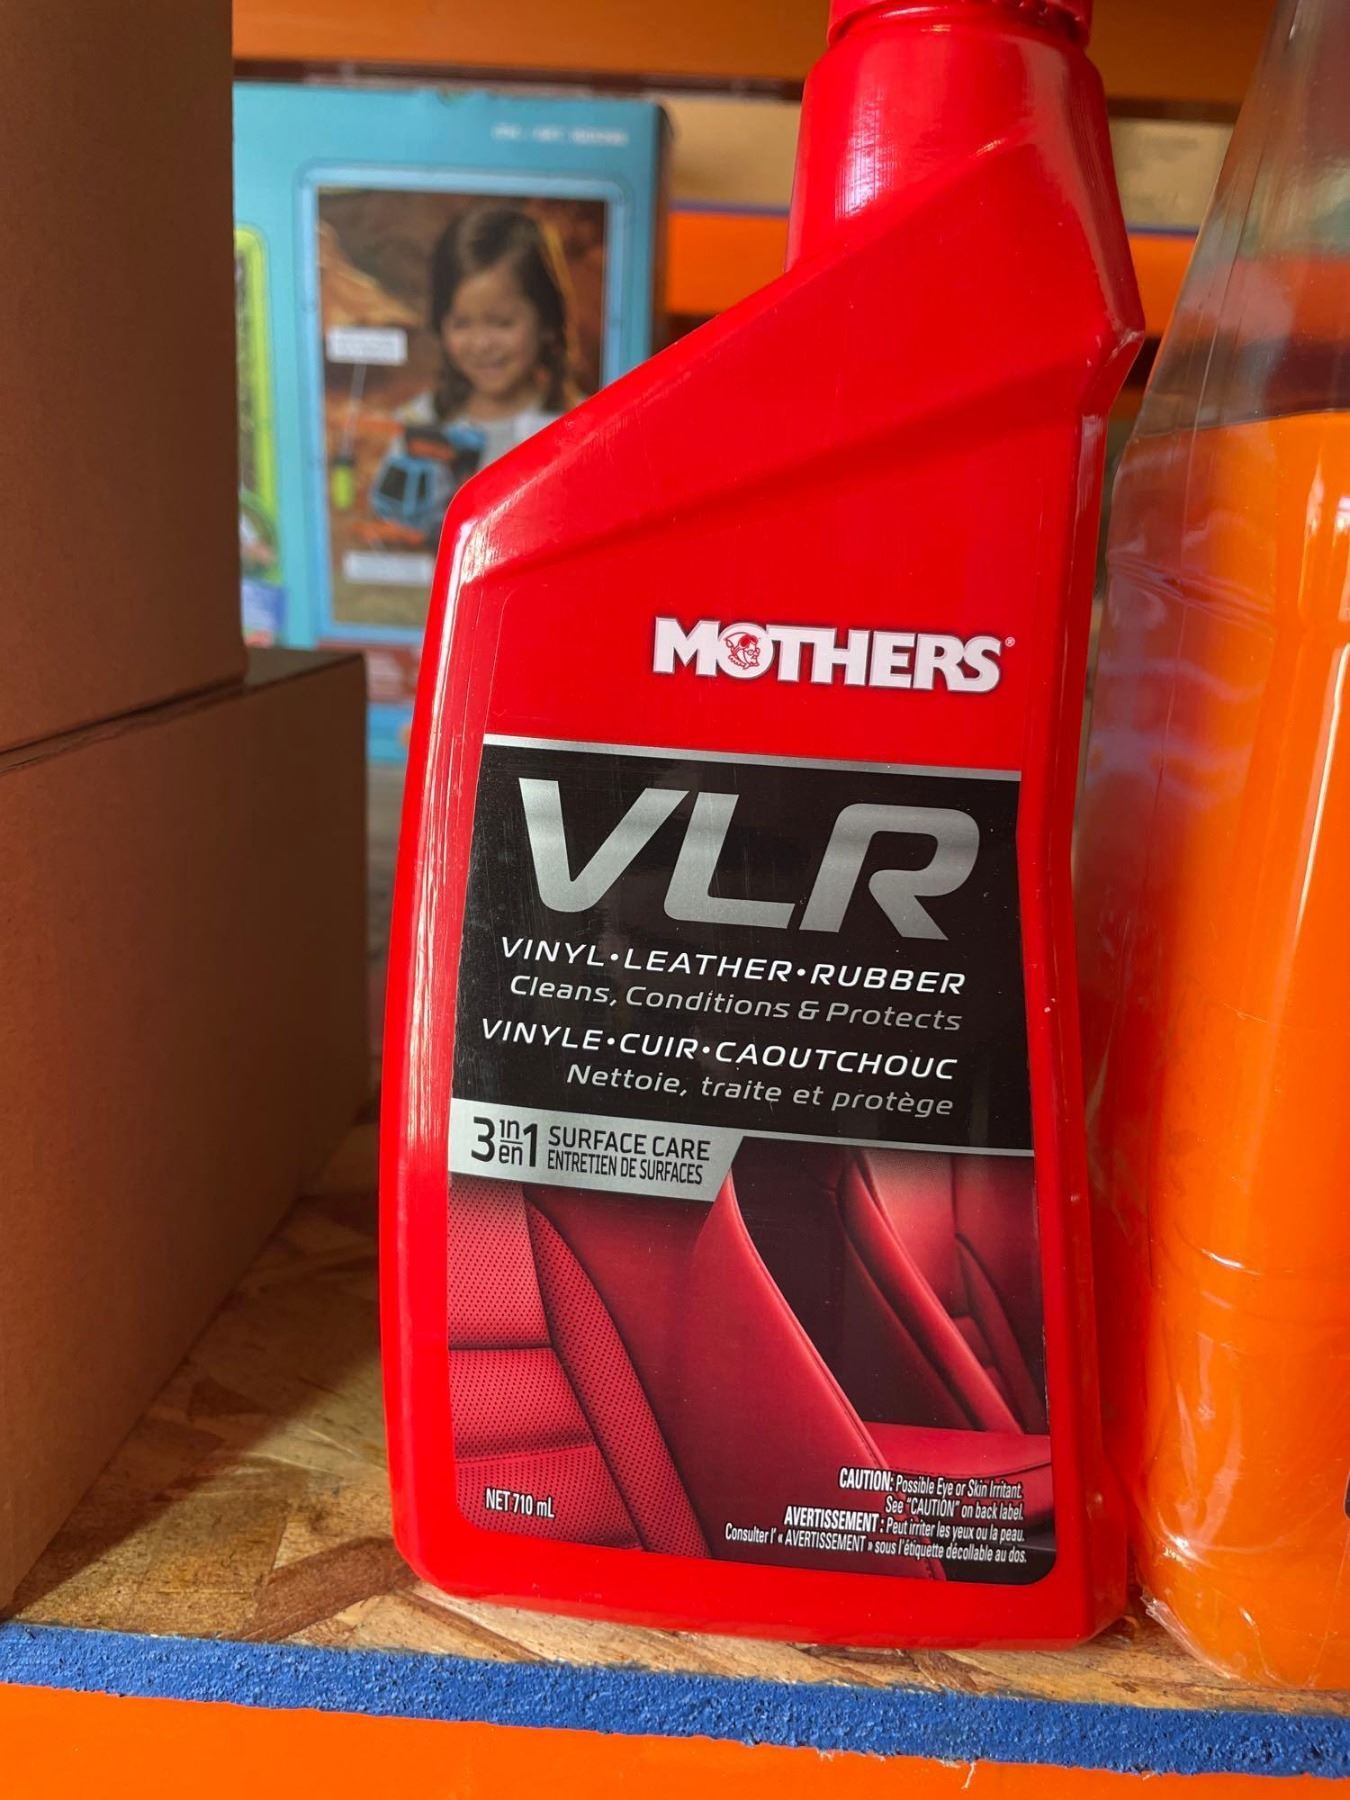 MOTHERS®
VLR
VINYL•LEATHER•RUBBER
Cleans, Conditions & Protects
VINYLE•CUIR•CAOUTCHOUC
Nettoie, traite et protège
3 in en 1 SURFACE CARE
ENTRETIEN DE SURFACES
NET 710 mL
CAUTION: Possible Eye or Skin Irritant.
See "CAUTION" on back label.
AVERTISSEMENT : Peut irriter les yeux ou la peau.
Consulter l' « AVERTISSEMENT » sous l'étiquette décollable au dos.